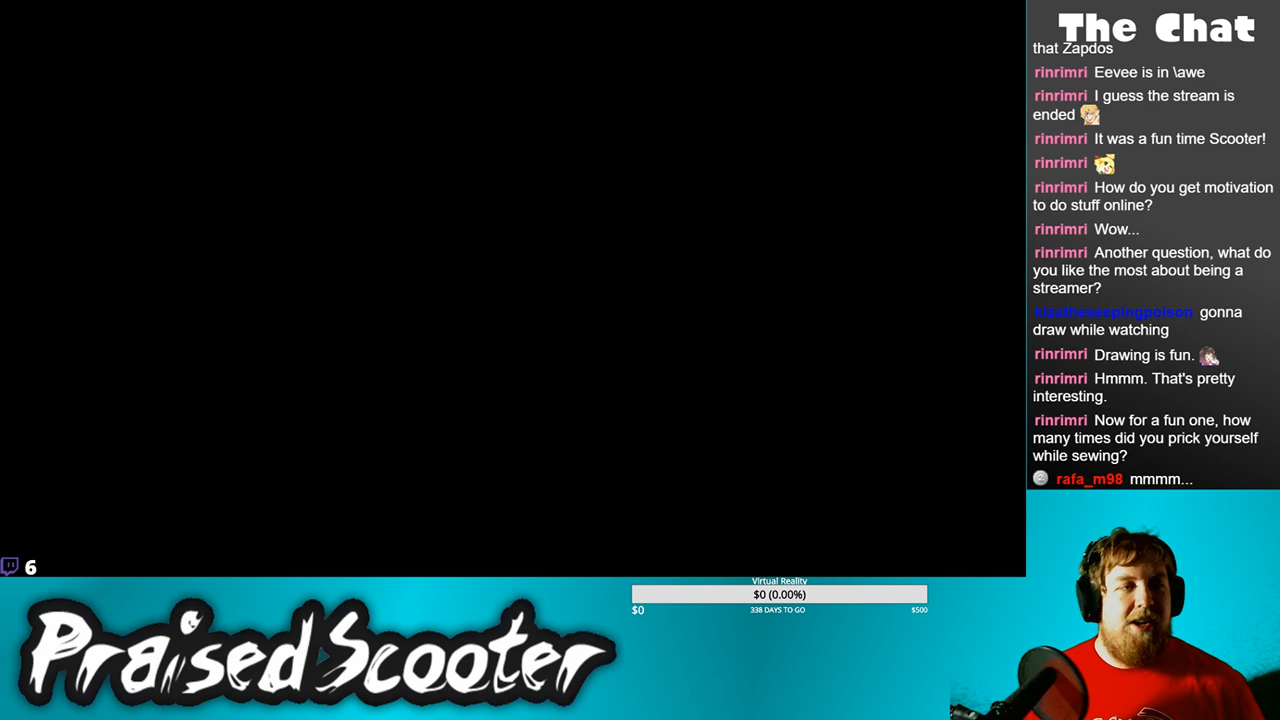 The Chat
that Zapdos
rinrimri Eevee is in \awe
rinrimri I guess the stream is
ended
rinrimri It was a fun time Scooter!
rinrimri
rinrimri How do you get motivation
to do stuff online?
rinrimri Wow...
rinrimri Another question, what do
you like the most about being a
streamer?
kizatheseepingpoison gonna
draw while watching
rinrimri Drawing is fun.
rinrimri Hmmm. That's pretty
interesting.
rinrimri Now for a fun one, how
many times did you prick yourself
while sewing?
rafa_m98 mmmm...
6
Virtual Reality
$0 (0.00%)
$0 338 DAYS TO GO $500
PraisedScooter